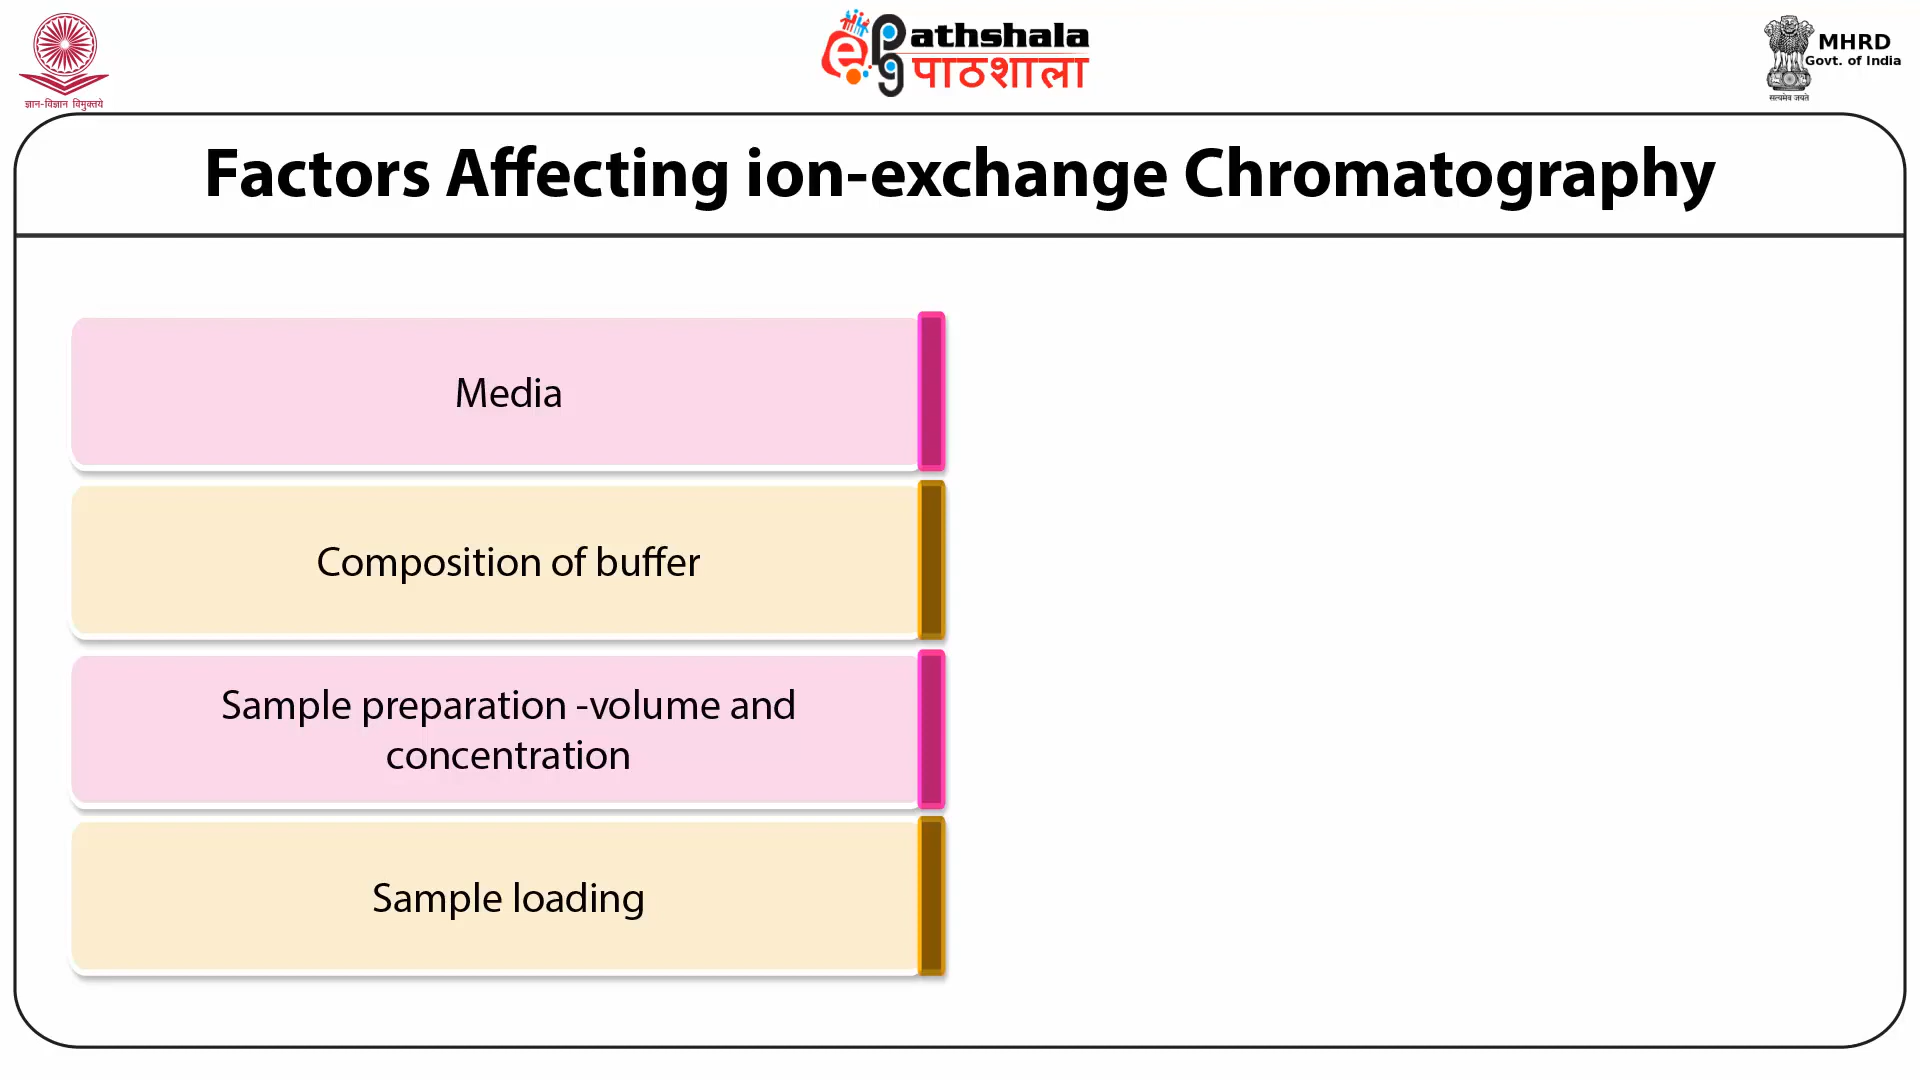 ज्ञान-विज्ञान विमुक्तये
ePathshala
पाठशाला
MHRD
Govt. of India
सत्यमेव जयते
Factors Affecting ion-exchange Chromatography
Media
Composition of buffer
Sample preparation -volume and
concentration
Sample loading